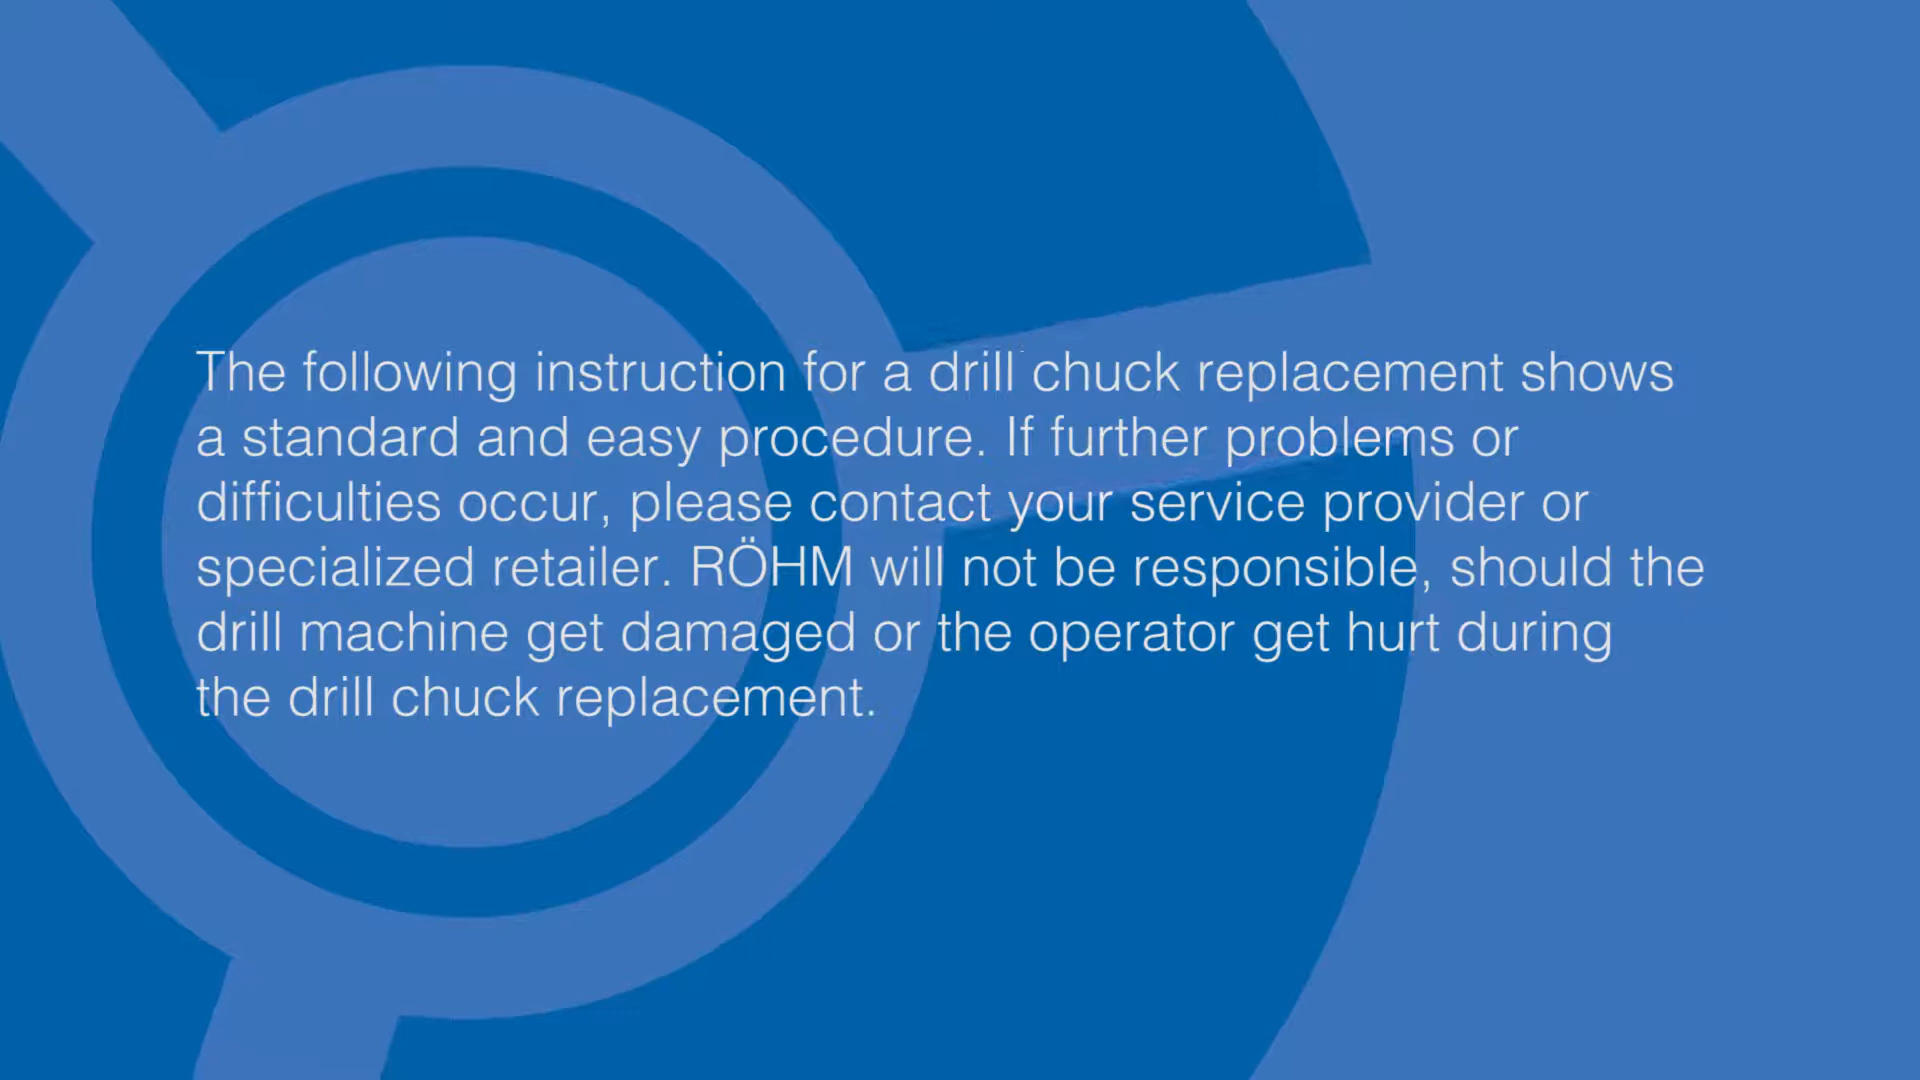 The following instruction for a drill chuck replacement shows
a standard and easy procedure. If further problems or
difficulties occur, please contact your service provider or
specialized retailer. RÖHM will not be responsible, should the
drill machine get damaged or the operator get hurt during
the drill chuck replacement.